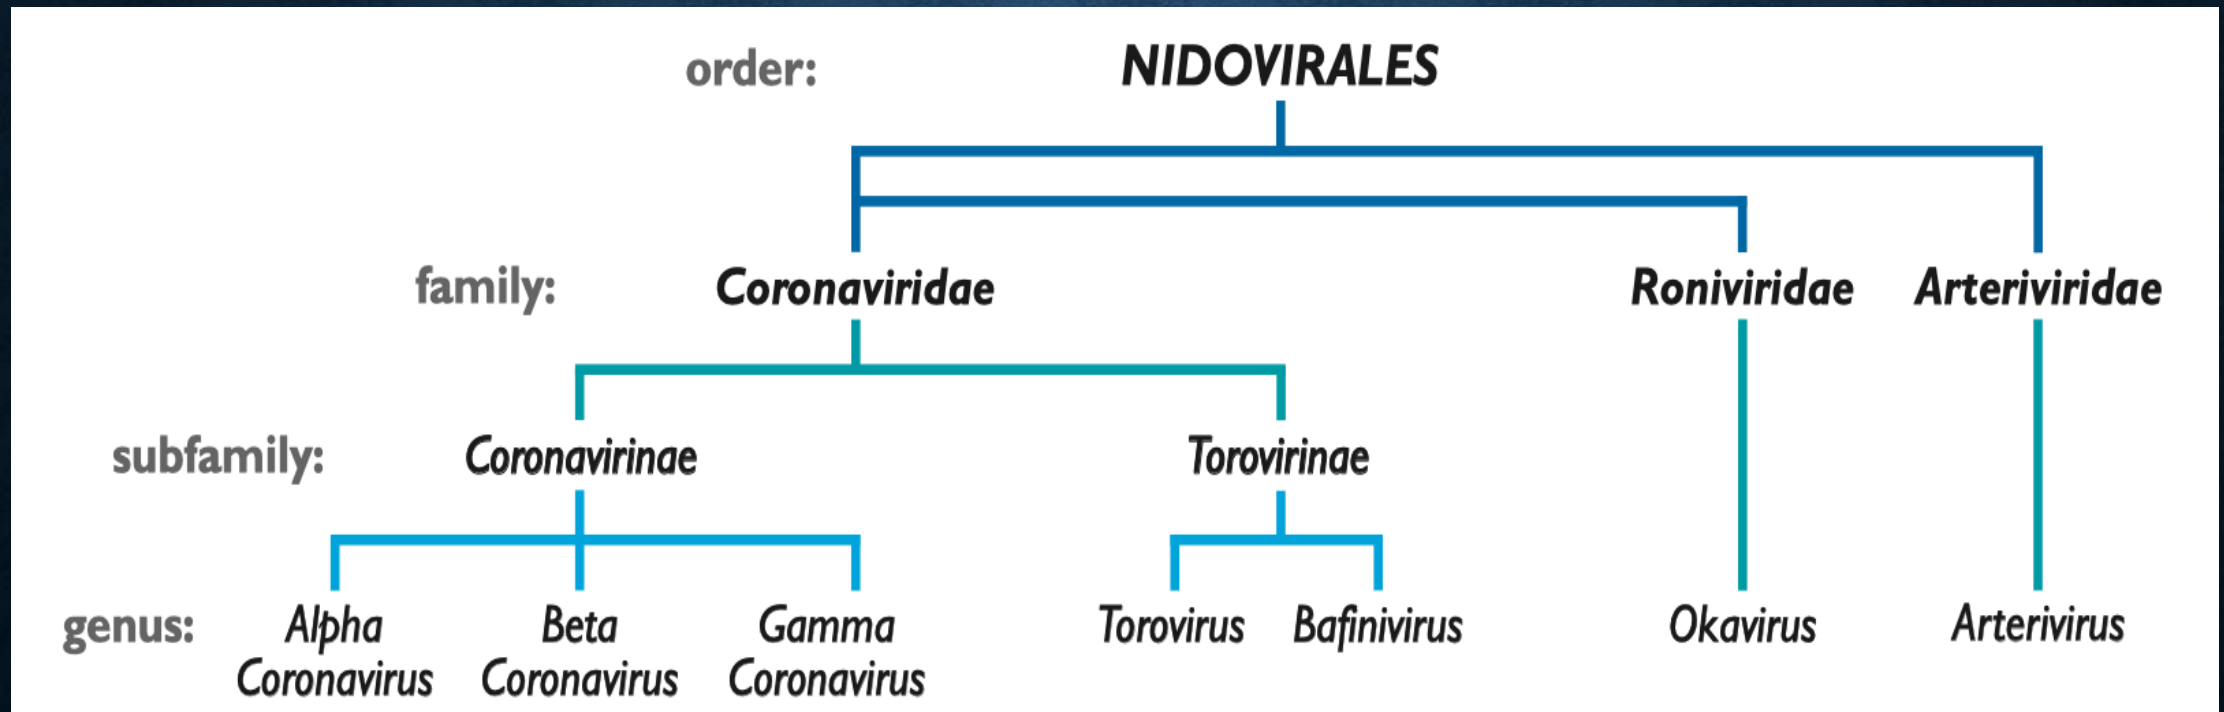 order: NIDOVIRALES
family: Coronaviridae Roniviridae Arteriviridae
subfamily: Coronavirinae Torovirinae
genus: Alpha Beta Gamma Torovirus Bafinivirus Okavirus Arterivirus
Coronavirus Coronavirus Coronavirus